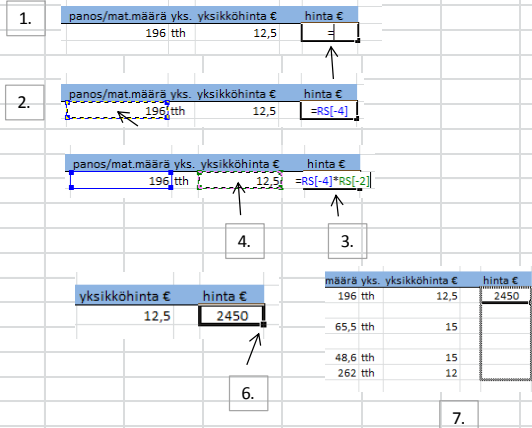 1.
panos/mat.määrä yks. yksikköhinta € hinta €
196 tth 12,5 =
2.
panos/mat.määrä yks. yksikköhinta € hinta €
196 tth 12,5 =RS[-4]
panos/mat.määrä yks. yksikköhinta € hinta €
196 tth 12,5 =RS[-4]*RS[-2]
4. 3.
yksikköhinta € hinta €
12,5 2450
6.
määrä yks. yksikköhinta € hinta €
196 tth 12,5 2450
65,5 tth 15
48,6 tth 15
262 tth 12
7.